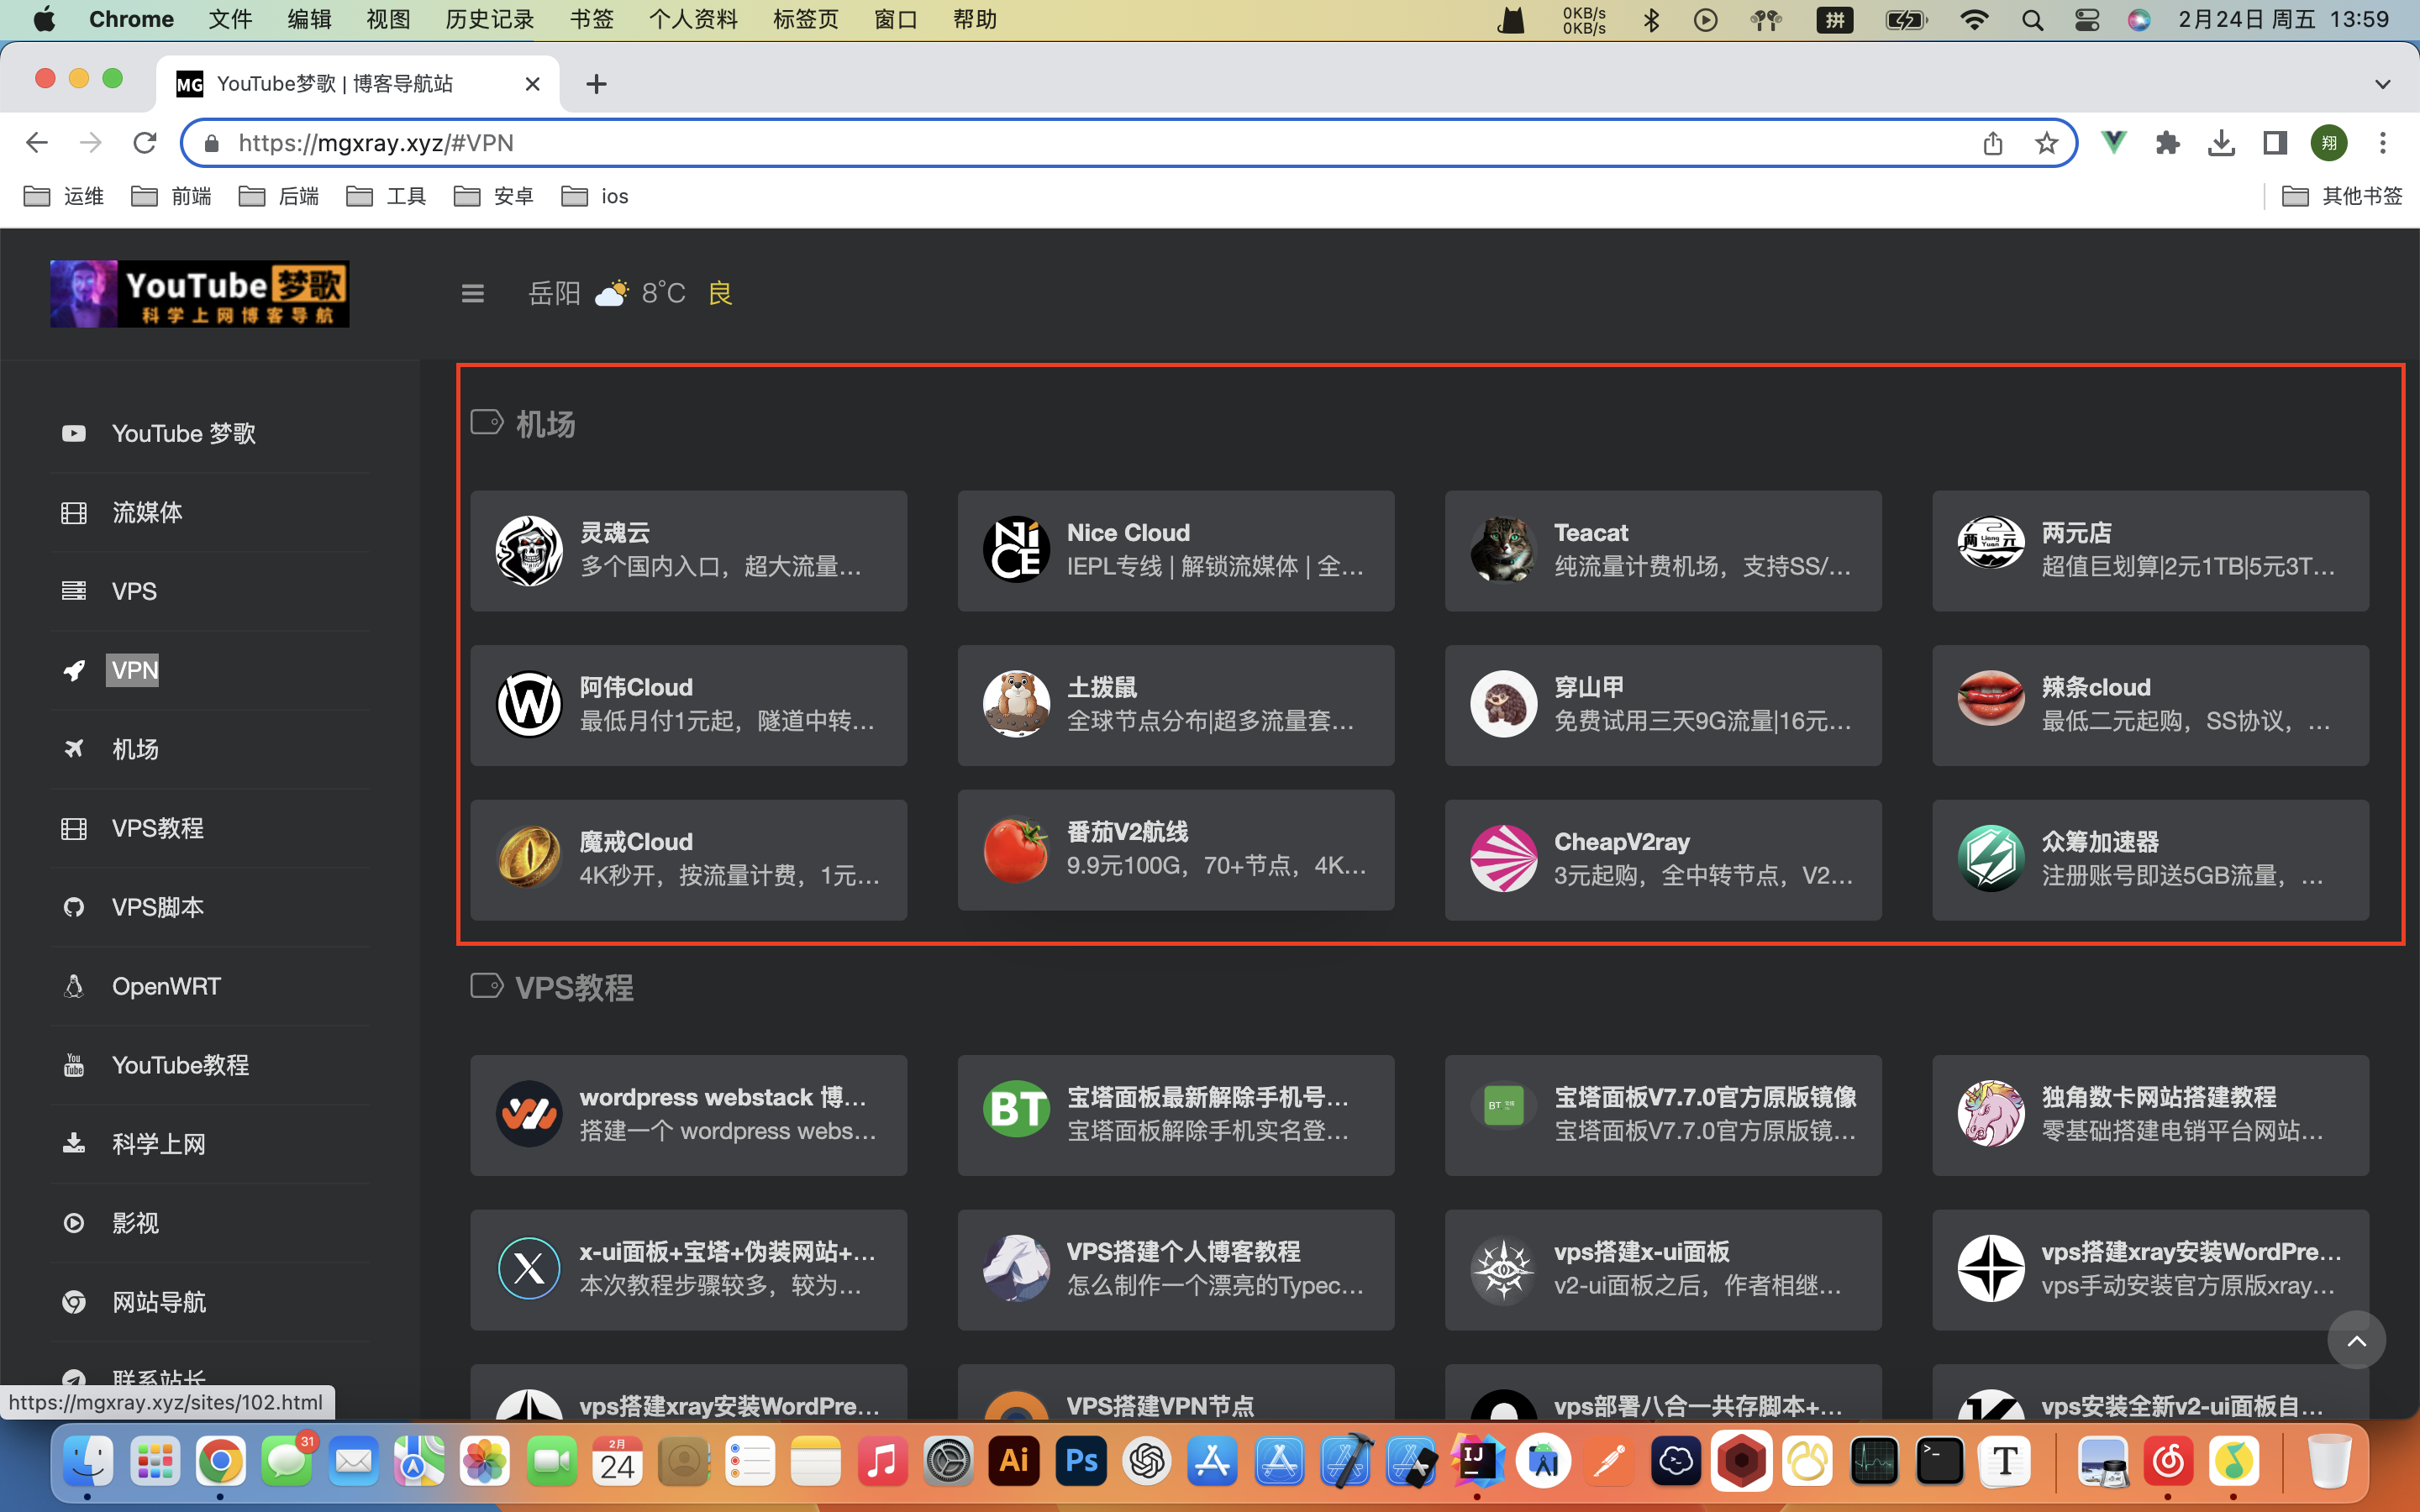 Chrome 文件 编辑 视图 历史记录 书签 个人资料 标签页 窗口 帮助
0KB/s
0KB/s
拼
2月24日 周五 13:59
MG YouTube梦歌 | 博客导航站
https://mgxray.xyz/#VPN
翔
运维 前端 后端 工具 安卓 ios 其他书签
YouTube 梦歌
科学上网博客导航
岳阳 8°C 良
YouTube 梦歌
流媒体
VPS
VPN
机场
VPS教程
VPS脚本
OpenWRT
You
Tube
YouTube教程
科学上网
影视
网站导航
联系站长
机场
灵魂云
多个国内入口，超大流量...
NiCE
Nice Cloud
IEPL专线 | 解锁流媒体 | 全...
Teacat
纯流量计费机场，支持SS/...
两 Liang Yuan 元
两元店
超值巨划算|2元1TB|5元3T...
W
阿伟Cloud
最低月付1元起，隧道中转...
土拨鼠
全球节点分布|超多流量套...
穿山甲
免费试用三天9G流量|16元...
辣条cloud
最低二元起购，SS协议，...
魔戒Cloud
4K秒开，按流量计费，1元...
番茄V2航线
9.9元100G，70+节点，4K...
CheapV2ray
3元起购，全中转节点，V2...
众筹加速器
注册账号即送5GB流量，...
VPS教程
wordpress webstack 博...
搭建一个 wordpress webs...
BT
宝塔面板最新解除手机号...
宝塔面板解除手机实名登...
BT
宝塔面板V7.7.0官方原版镜像
宝塔面板V7.7.0官方原版镜...
独角数卡网站搭建教程
零基础搭建电销平台网站...
X
x-ui面板+宝塔+伪装网站+...
本次教程步骤较多，较为...
VPS搭建个人博客教程
怎么制作一个漂亮的Typec...
vps搭建x-ui面板
v2-ui面板之后，作者相继...
vps搭建xray安装WordPre...
vps手动安装官方原版xray...
vps搭建xray安装WordPre...
VPS搭建VPN节点
vps部署八合一共存脚本+...
vps安装全新v2-ui面板自...
https://mgxray.xyz/sites/102.html
31
2月
24
Ai
Ps
IJ
T